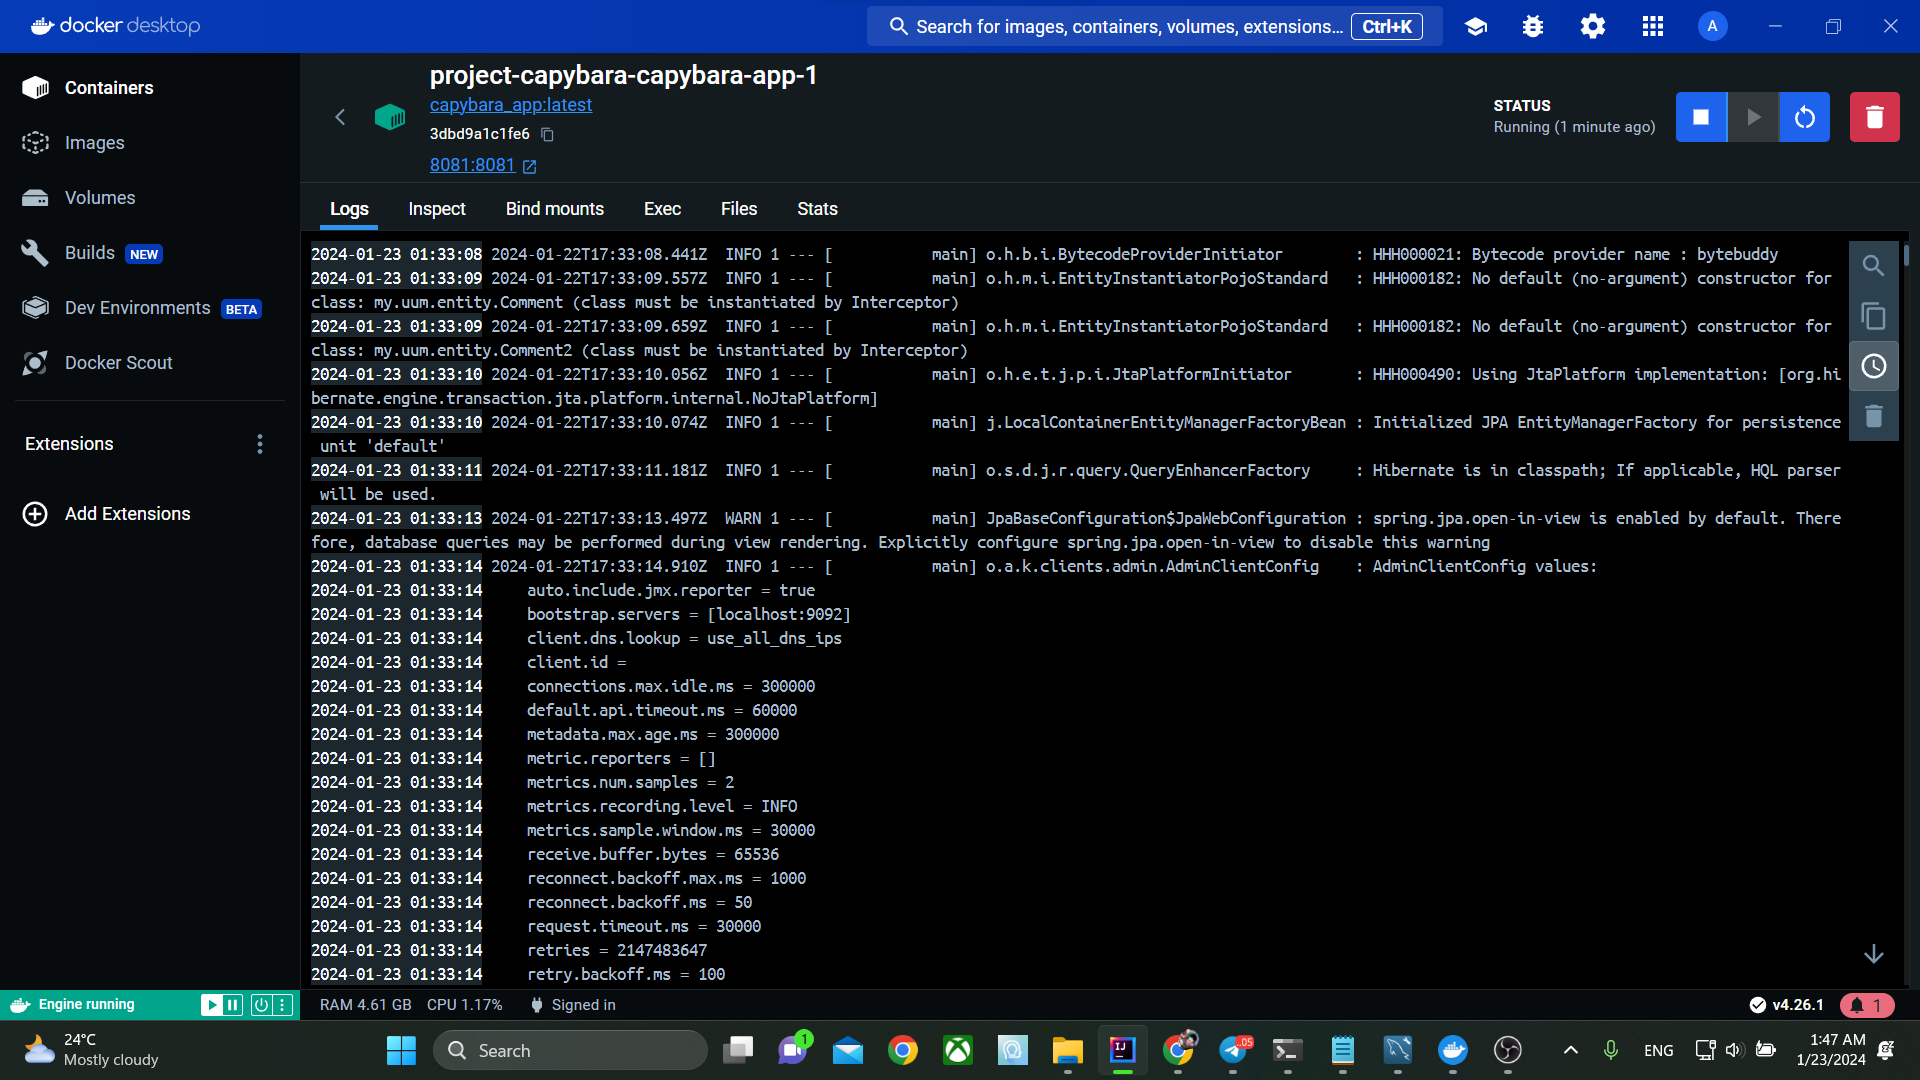 docker desktop
Search for images, containers, volumes, extensions... Ctrl+K
A
Containers
Images
Volumes
Builds NEW
Dev Environments BETA
Docker Scout
Extensions
Add Extensions
project-capybara-capybara-app-1
capybara_app:latest
3dbd9a1c1fe6
8081:8081
STATUS
Running (1 minute ago)
Logs Inspect Bind mounts Exec Files Stats
2024-01-23 01:33:08 2024-01-22T17:33:08.441Z  INFO 1 --- [           main] o.h.b.i.BytecodeProviderInitiator        : HHH000021: Bytecode provider name : bytebuddy
2024-01-23 01:33:09 2024-01-22T17:33:09.557Z  INFO 1 --- [           main] o.h.m.i.EntityInstantiatorPojoStandard   : HHH000182: No default (no-argument) constructor for
class: my.uum.entity.Comment (class must be instantiated by Interceptor)
2024-01-23 01:33:09 2024-01-22T17:33:09.659Z  INFO 1 --- [           main] o.h.m.i.EntityInstantiatorPojoStandard   : HHH000182: No default (no-argument) constructor for
class: my.uum.entity.Comment2 (class must be instantiated by Interceptor)
2024-01-23 01:33:10 2024-01-22T17:33:10.056Z  INFO 1 --- [           main] o.h.e.t.j.p.i.JtaPlatformInitiator       : HHH000490: Using JtaPlatform implementation: [org.hi
bernate.engine.transaction.jta.platform.internal.NoJtaPlatform]
2024-01-23 01:33:10 2024-01-22T17:33:10.074Z  INFO 1 --- [           main] j.LocalContainerEntityManagerFactoryBean : Initialized JPA EntityManagerFactory for persistence
unit 'default'
2024-01-23 01:33:11 2024-01-22T17:33:11.181Z  INFO 1 --- [           main] o.s.d.j.r.query.QueryEnhancerFactory     : Hibernate is in classpath; If applicable, HQL parser
will be used.
2024-01-23 01:33:13 2024-01-22T17:33:13.497Z  WARN 1 --- [           main] JpaBaseConfiguration$JpaWebConfiguration : spring.jpa.open-in-view is enabled by default. There
fore, database queries may be performed during view rendering. Explicitly configure spring.jpa.open-in-view to disable this warning
2024-01-23 01:33:14 2024-01-22T17:33:14.910Z  INFO 1 --- [           main] o.a.k.clients.admin.AdminClientConfig    : AdminClientConfig values:
2024-01-23 01:33:14     auto.include.jmx.reporter = true
2024-01-23 01:33:14     bootstrap.servers = [localhost:9092]
2024-01-23 01:33:14     client.dns.lookup = use_all_dns_ips
2024-01-23 01:33:14     client.id =
2024-01-23 01:33:14     connections.max.idle.ms = 300000
2024-01-23 01:33:14     default.api.timeout.ms = 60000
2024-01-23 01:33:14     metadata.max.age.ms = 300000
2024-01-23 01:33:14     metric.reporters = []
2024-01-23 01:33:14     metrics.num.samples = 2
2024-01-23 01:33:14     metrics.recording.level = INFO
2024-01-23 01:33:14     metrics.sample.window.ms = 30000
2024-01-23 01:33:14     receive.buffer.bytes = 65536
2024-01-23 01:33:14     reconnect.backoff.max.ms = 1000
2024-01-23 01:33:14     reconnect.backoff.ms = 50
2024-01-23 01:33:14     request.timeout.ms = 30000
2024-01-23 01:33:14     retries = 2147483647
2024-01-23 01:33:14     retry.backoff.ms = 100
Engine running
RAM 4.61 GB CPU 1.17% Signed in
v4.26.1 1
24°C
Mostly cloudy
Search
1
IJ
.05
ENG
1:47 AM
1/23/2024